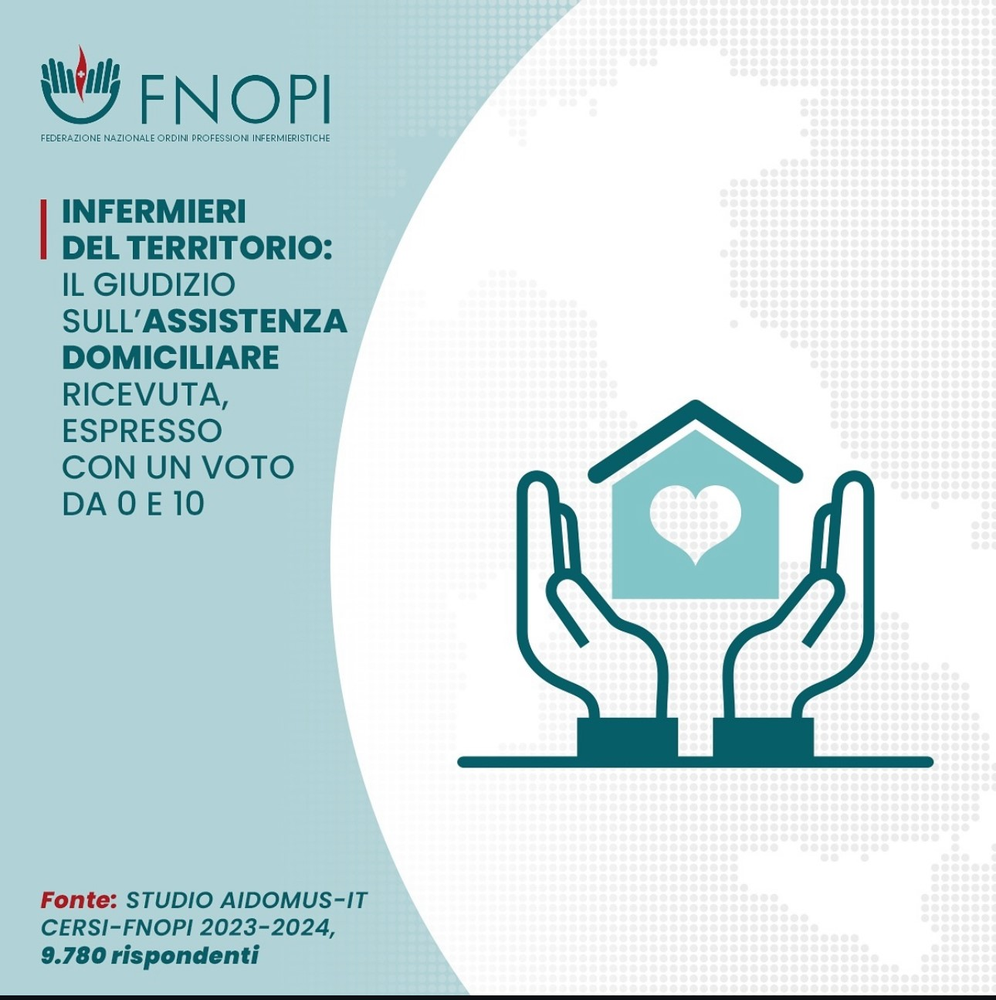 FNOPI
FEDERAZIONE NAZIONALE ORDINI PROFESSIONI INFERMIERISTICHE
INFERMIERI
DEL TERRITORIO:
IL GIUDIZIO
SULL'ASSISTENZA
DOMICILIARE
RICEVUTA,
ESPRESSO
CON UN VOTO
DA 0 E 10
Fonte: STUDIO AIDOMUS-IT
CERSI-FNOPI 2023-2024,
9.780 rispondenti